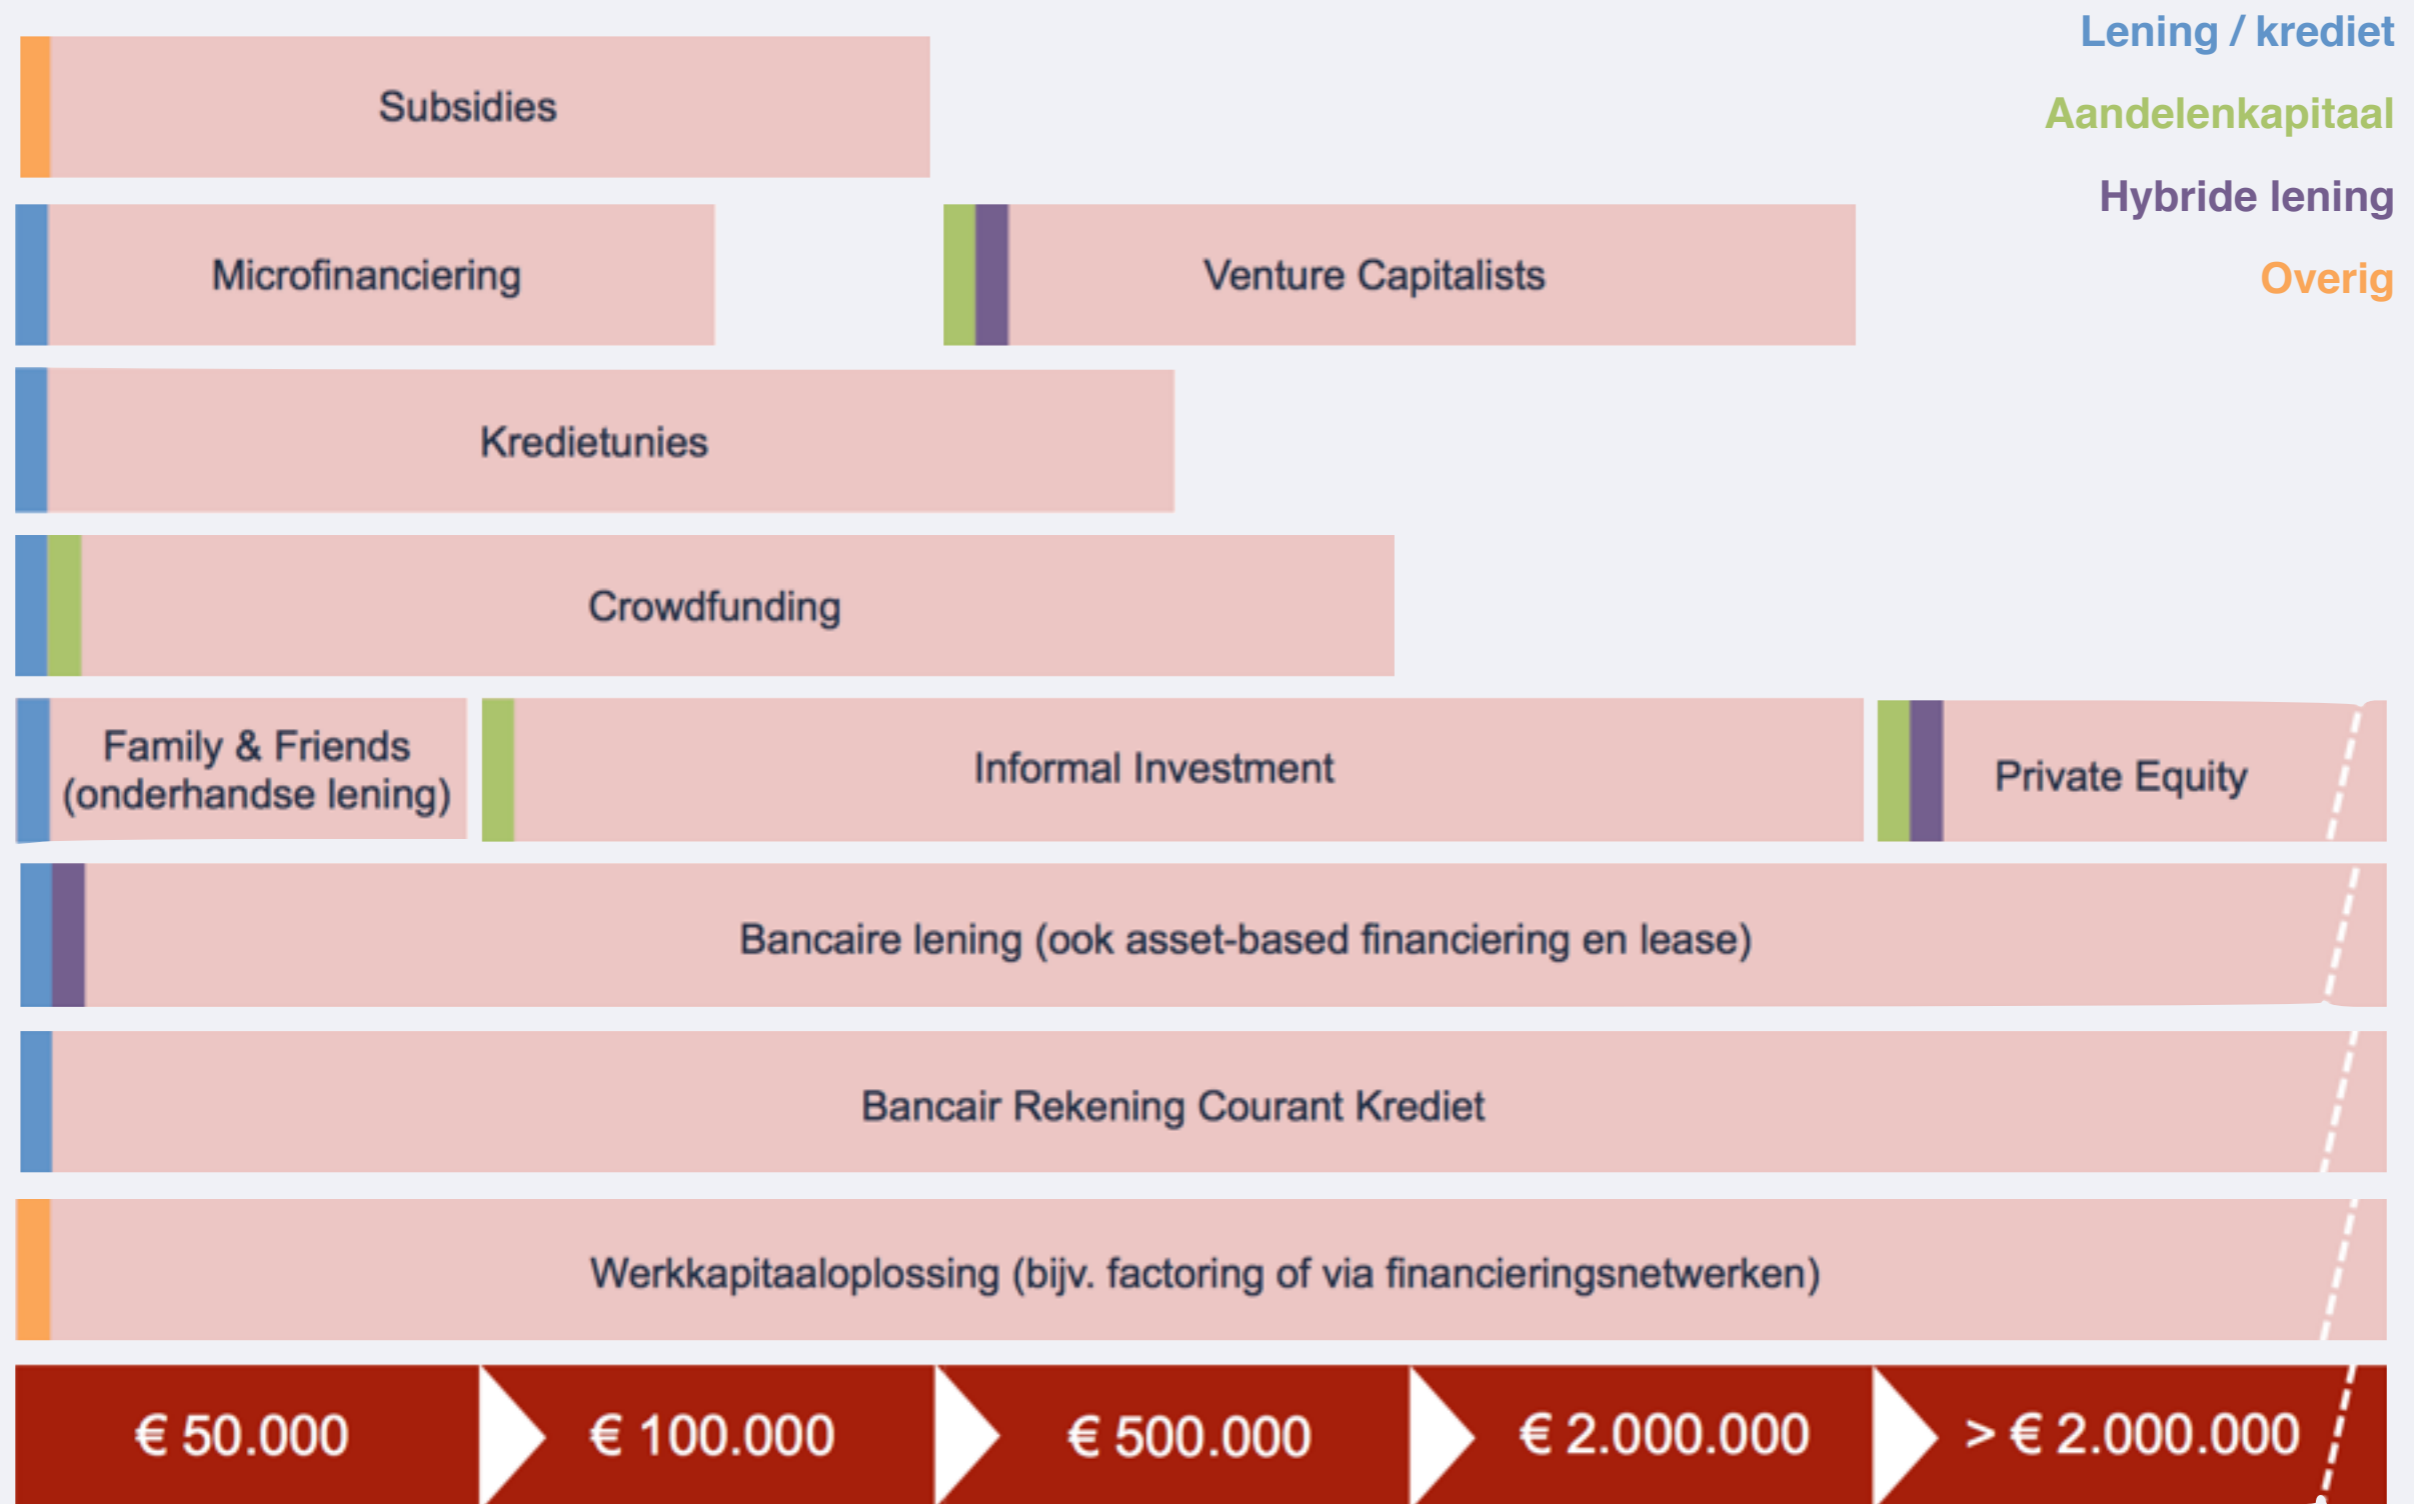 Lening / krediet
Aandelenkapitaal
Hybride lening
Overig
Subsidies
Microfinanciering
Venture Capitalists
Kredietunies
Crowdfunding
Family & Friends
(onderhandse lening)
Informal Investment
Private Equity
Bancaire lening (ook asset-based financiering en lease)
Bancair Rekening Courant Krediet
Werkkapitaaloplossing (bijv. factoring of via financieringsnetwerken)
€ 50.000
€ 100.000
€ 500.000
€ 2.000.000
> € 2.000.000